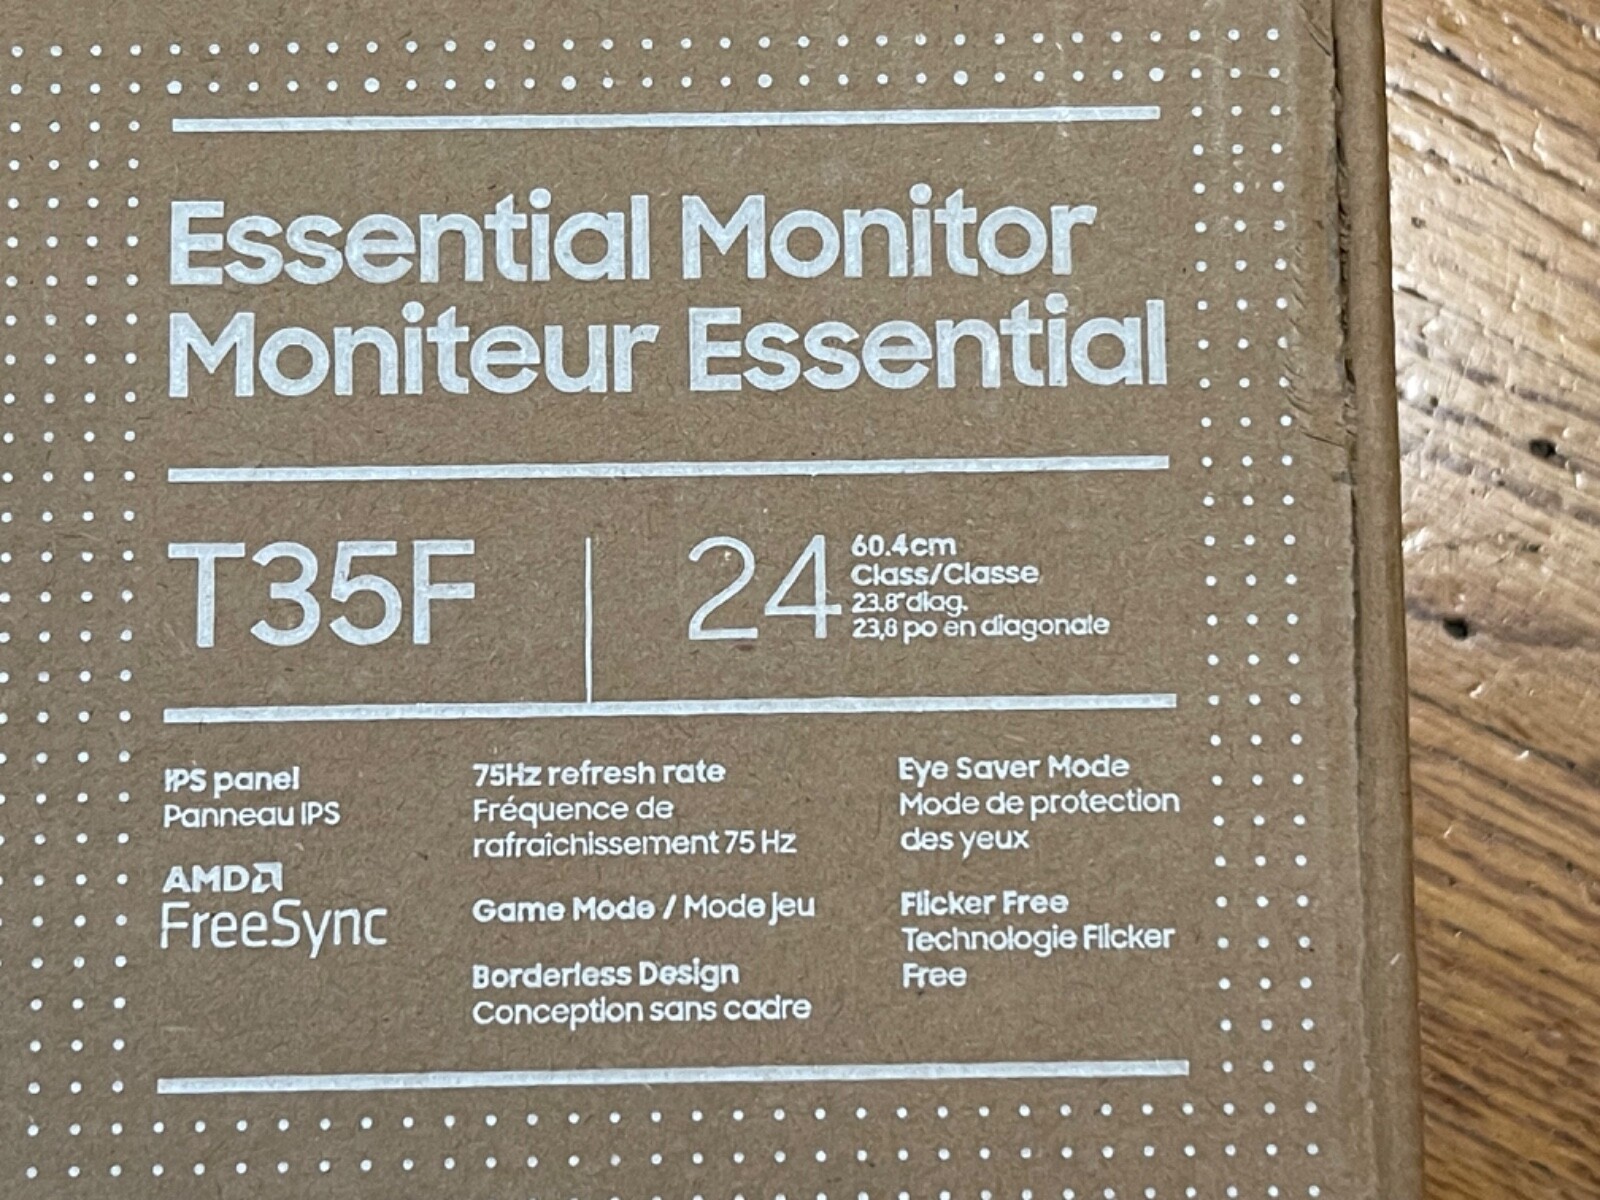 Essential Monitor
Moniteur Essential
T35F
24
60.4cm
Class/Classe
23.8"diag.
23,8 po en diagonale
IPS panel
Panneau IPS
AMD
FreeSync
75Hz refresh rate
Fréquence de
rafraîchissement 75 Hz
Game Mode / Mode Jeu
Borderless Design
Conception sans cadre
Eye Saver Mode
Mode de protection
des yeux
Flicker Free
Technologie Flicker
Free